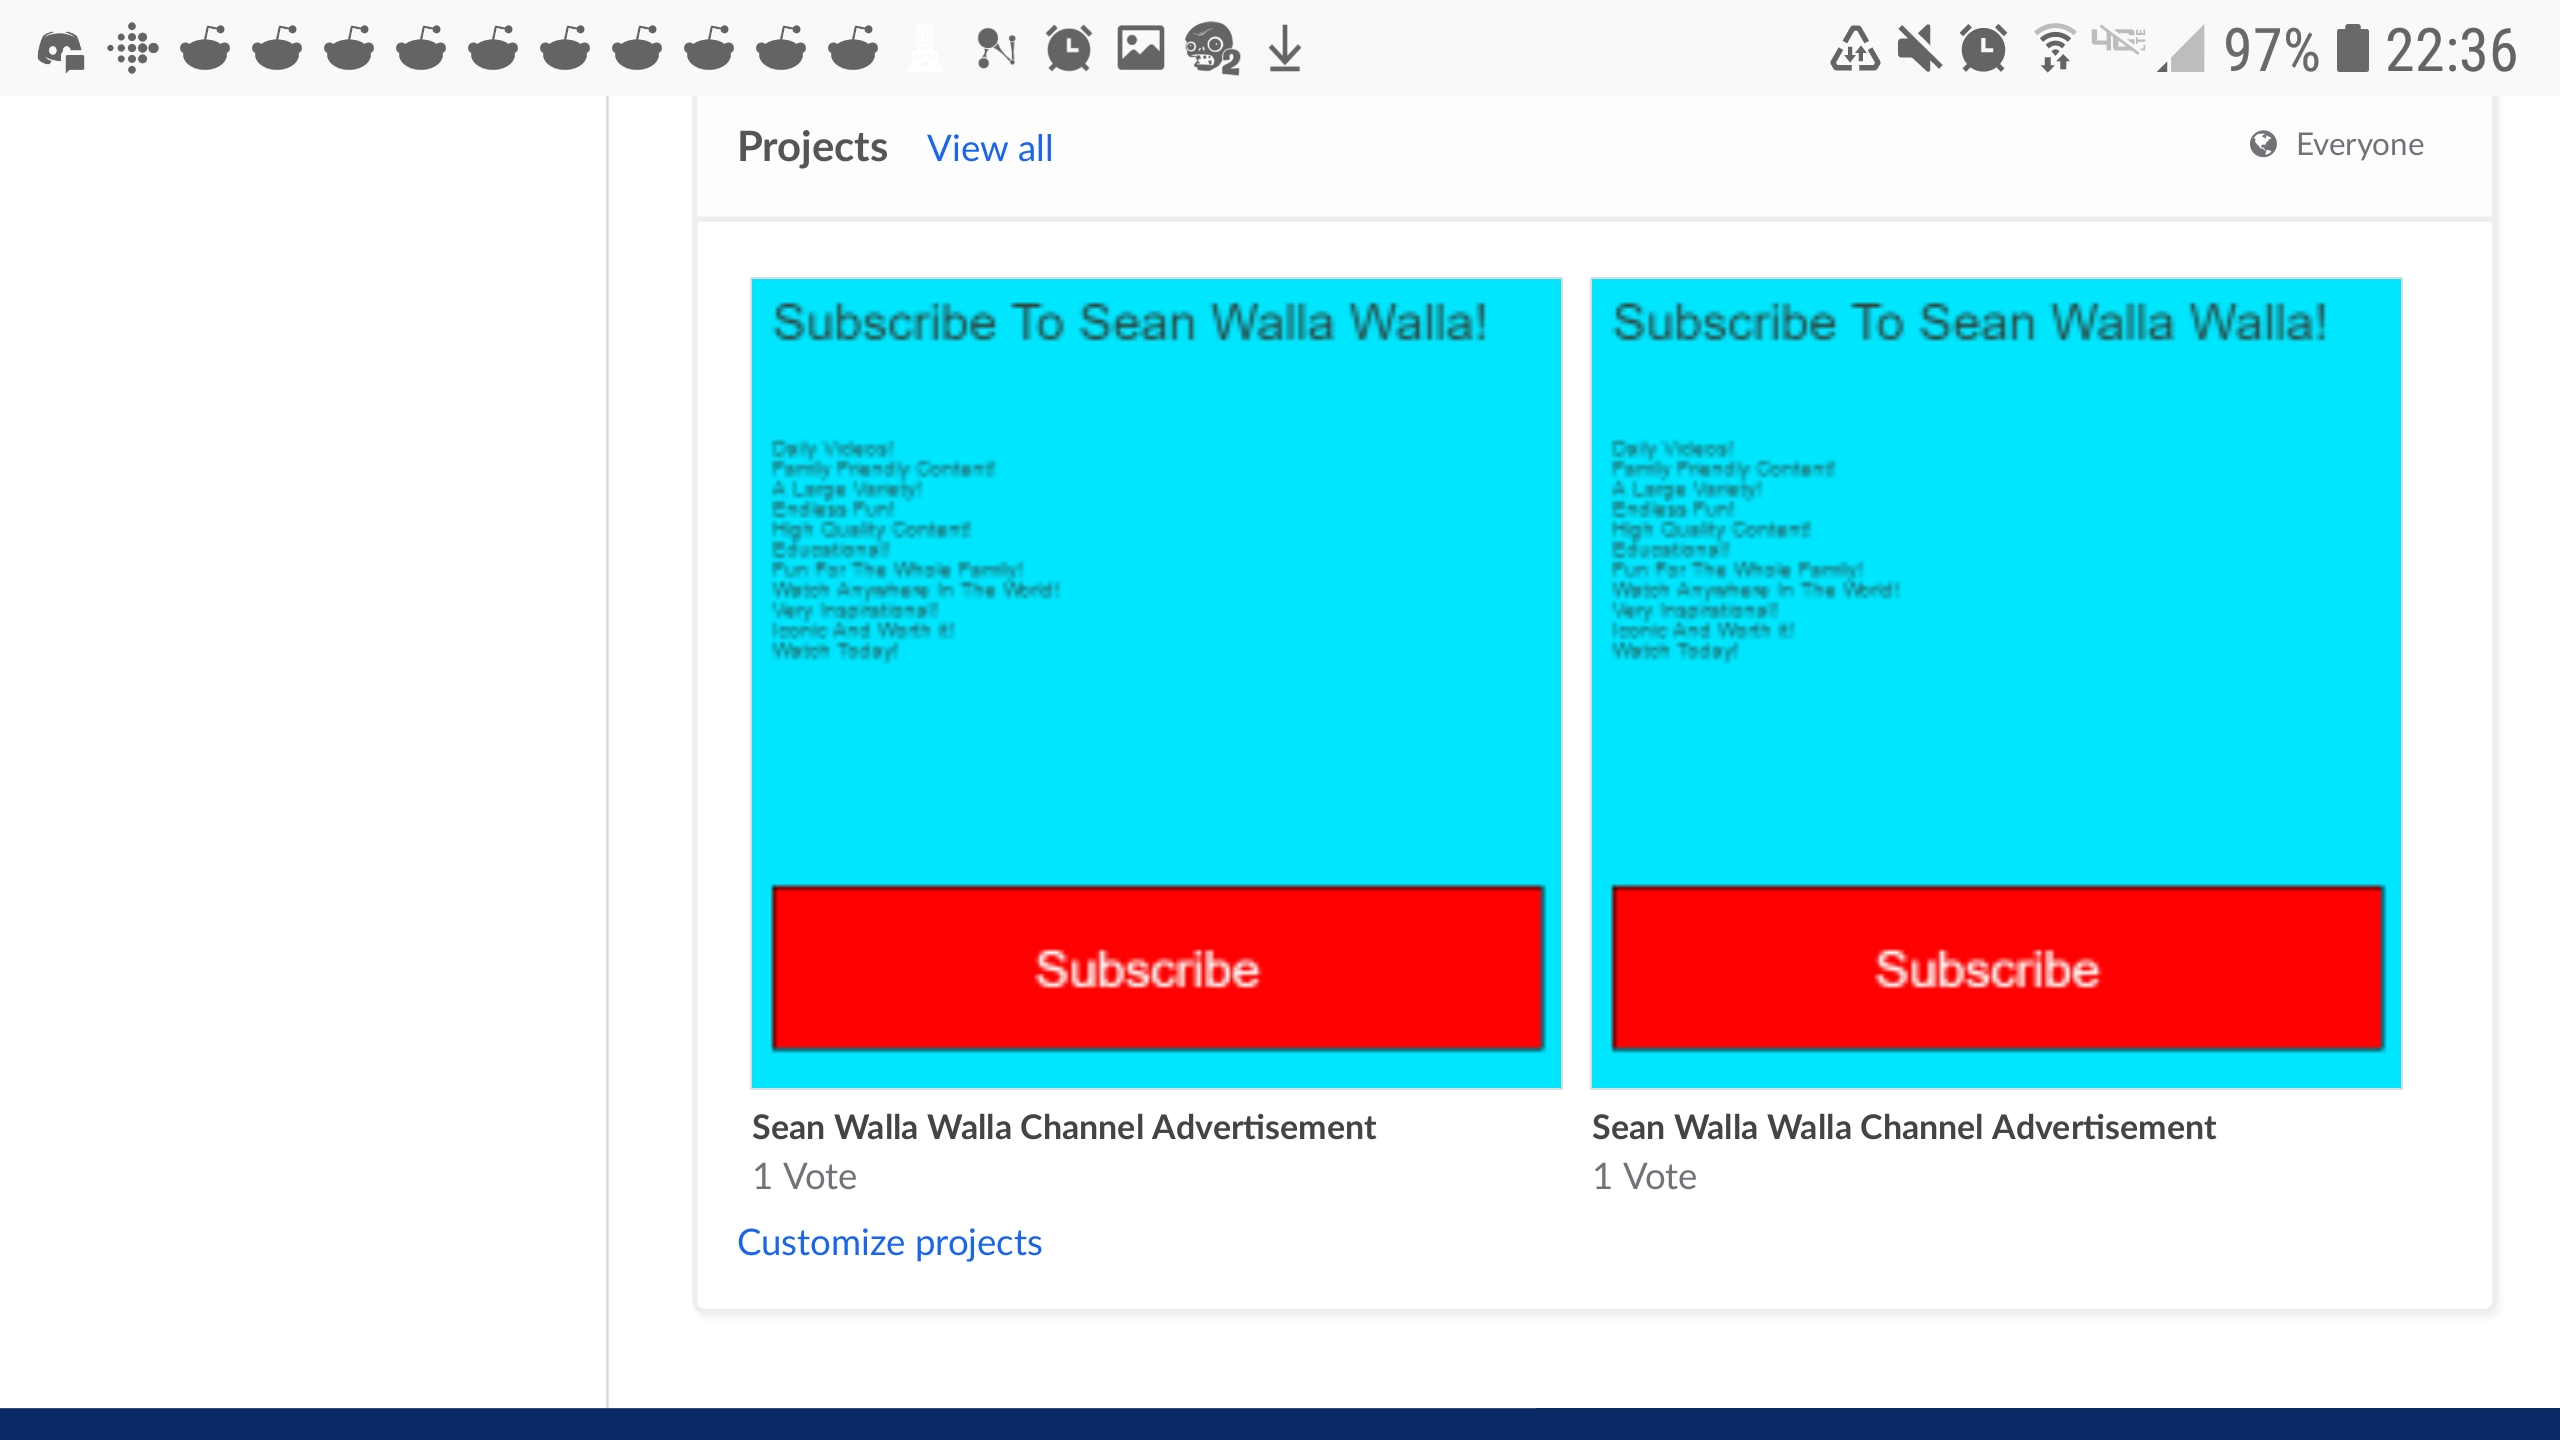 97% 22:36
Projects View all Everyone
Subscribe To Sean Walla Walla!
Daily Videos!
Family Friendly Content!
A Large Variety!
Endless Fun!
High Quality Content!
Educational!
Fun For The Whole Family!
Watch Anywhere In The World!
Very Inspirational!
Iconic And Worth it!
Watch Today!
Subscribe
Sean Walla Walla Channel Advertisement
1 Vote
Subscribe To Sean Walla Walla!
Daily Videos!
Family Friendly Content!
A Large Variety!
Endless Fun!
High Quality Content!
Educational!
Fun For The Whole Family!
Watch Anywhere In The World!
Very Inspirational!
Iconic And Worth it!
Watch Today!
Subscribe
Sean Walla Walla Channel Advertisement
1 Vote
Customize projects